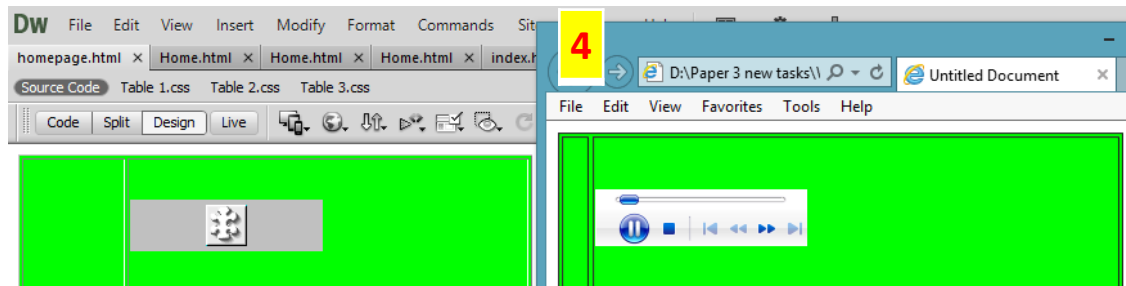 DW File Edit View Insert Modify Format Commands
homepage.html × Home.html × Home.html × Home.html × index.h
Source Code Table 1.css Table 2.css Table 3.css
Code Split Design Live
4
D:\Paper 3 new tasks\\
Untitled Document ×
File Edit View Favorites Tools Help